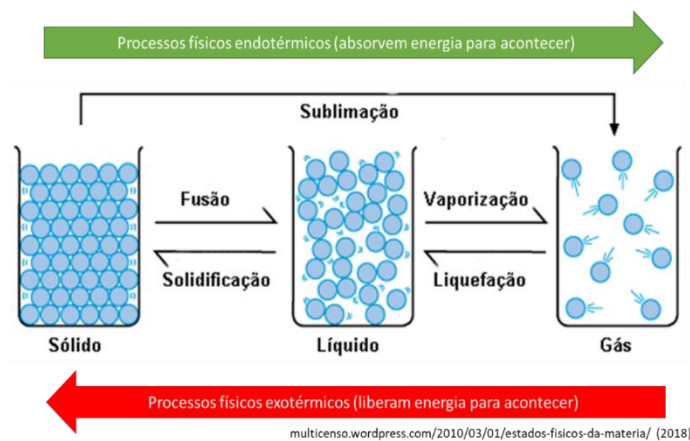 Processos físicos endotérmicos (absorvem energia para acontecer)
Sublimação
Fusão
Vaporização
Solidificação
Liquefação
Sólido
Líquido
Gás
Processos físicos exotérmicos (liberam energia para acontecer)
multicenso.wordpress.com/2010/03/01/estados-fisicos-da-materia/ (2018)